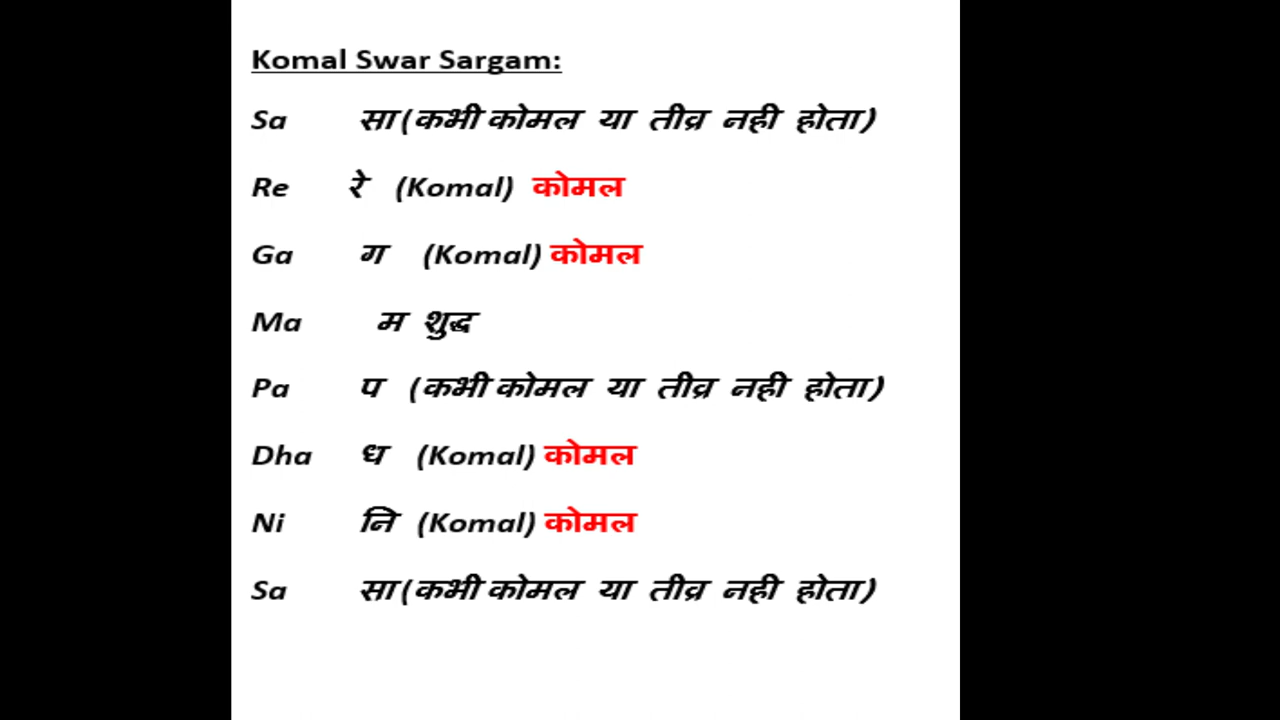 Komal Swar Sargam:
Sa सा(कभी कोमल या तीव्र नही होता)
Re रे (Komal) कोमल
Ga ग (Komal) कोमल
Ma म शुद्ध
Pa प (कभी कोमल या तीव्र नही होता)
Dha ध (Komal) कोमल
Ni नि (Komal) कोमल
Sa सा(कभी कोमल या तीव्र नही होता)